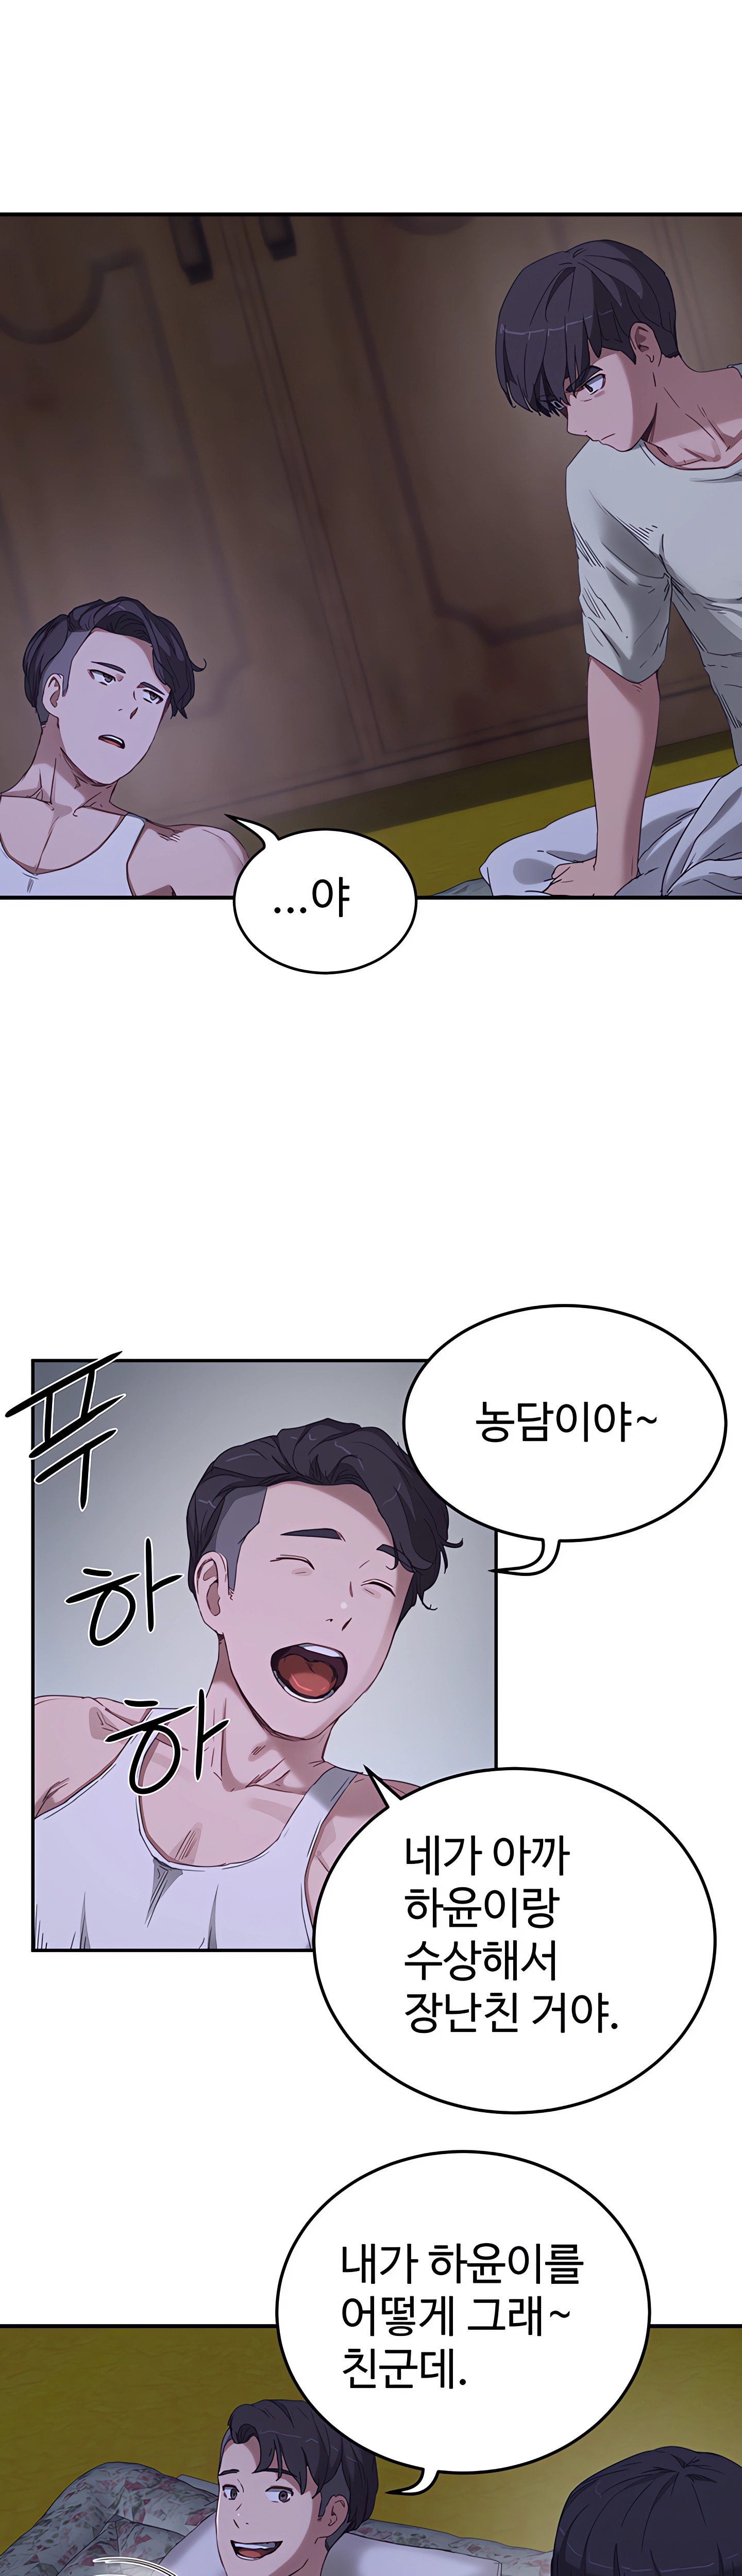 ...야
푸
하
하
농담이야~
네가 아까
하윤이랑
수상해서
장난친 거야.
내가 하윤이를
어떻게 그래~
친군데.